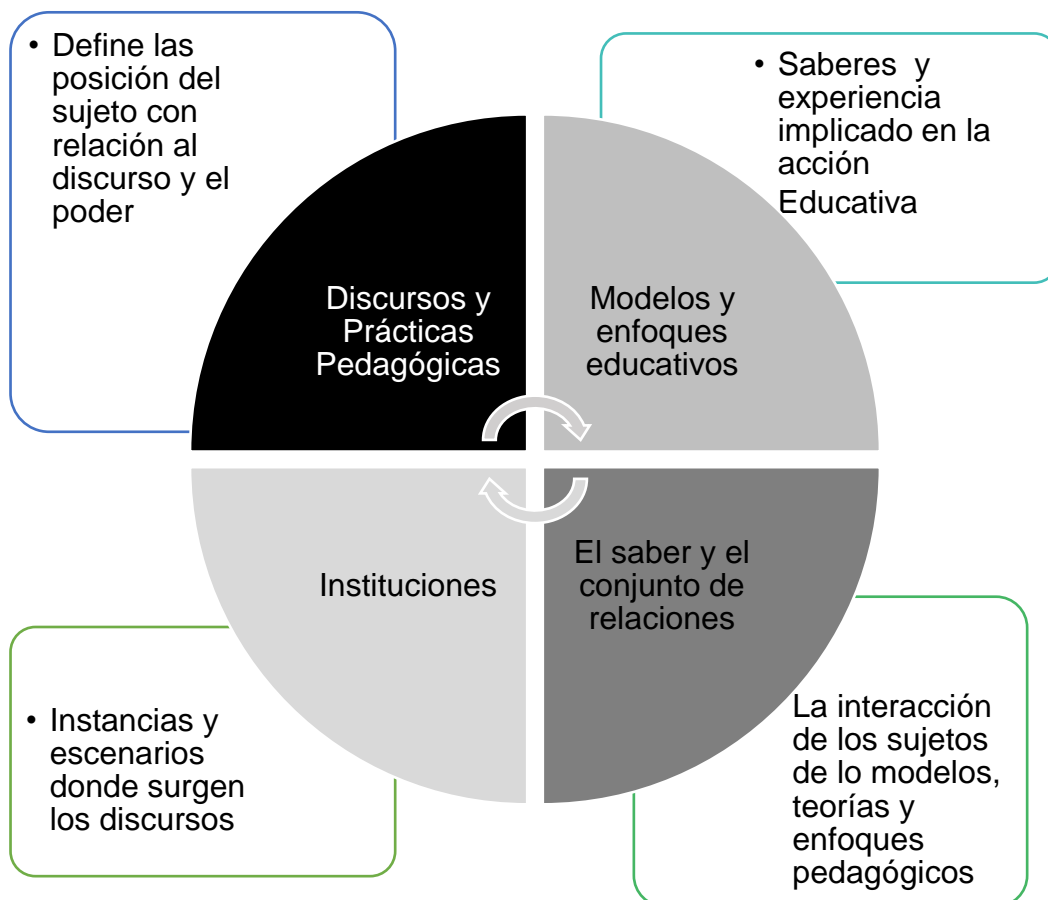 • Define las
posición del
sujeto con
relación al
discurso y el
poder
• Saberes y
experiencia
implicado en la
acción
Educativa
Discursos y
Prácticas
Pedagógicas
Modelos y
enfoques
educativos
Instituciones
El saber y el
conjunto de
relaciones
• Instancias y
escenarios
donde surgen
los discursos
La interacción
de los sujetos
de lo modelos,
teorías y
enfoques
pedagógicos